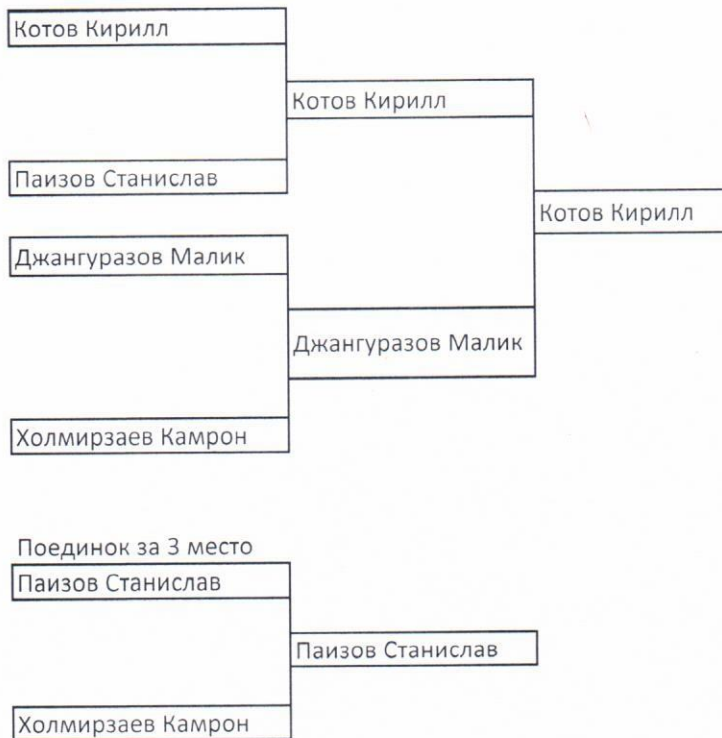 Котов Кирилл
Котов Кирилл
Паизов Станислав
Котов Кирилл
Джангуразов Малик
Джангуразов Малик
Холмирзаев Камрон
Поединок за 3 место
Паизов Станислав
Паизов Станислав
Холмирзаев Камрон